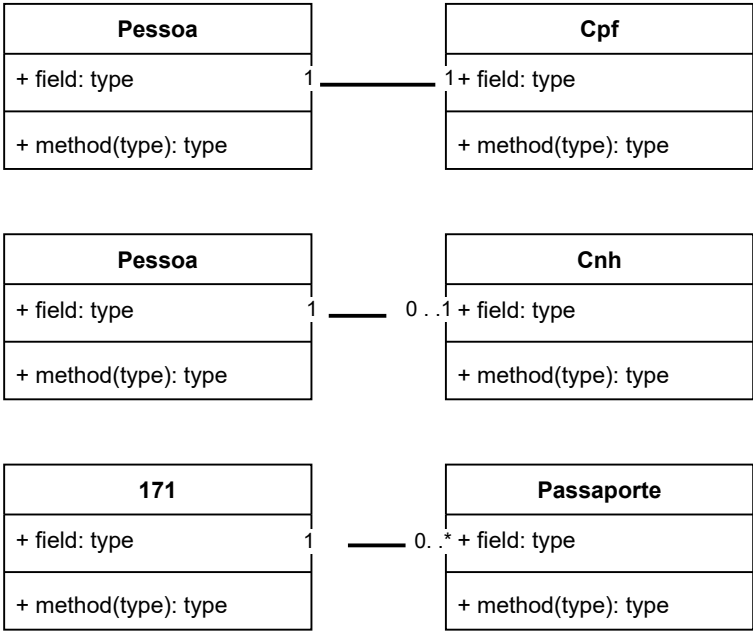 Pessoa
+ field: type
1
+ method(type): type
Cpf
1
+ field: type
+ method(type): type
Pessoa
+ field: type
1
+ method(type): type
Cnh
0 . .1
+ field: type
+ method(type): type
171
+ field: type
1
+ method(type): type
Passaporte
0. .*
+ field: type
+ method(type): type